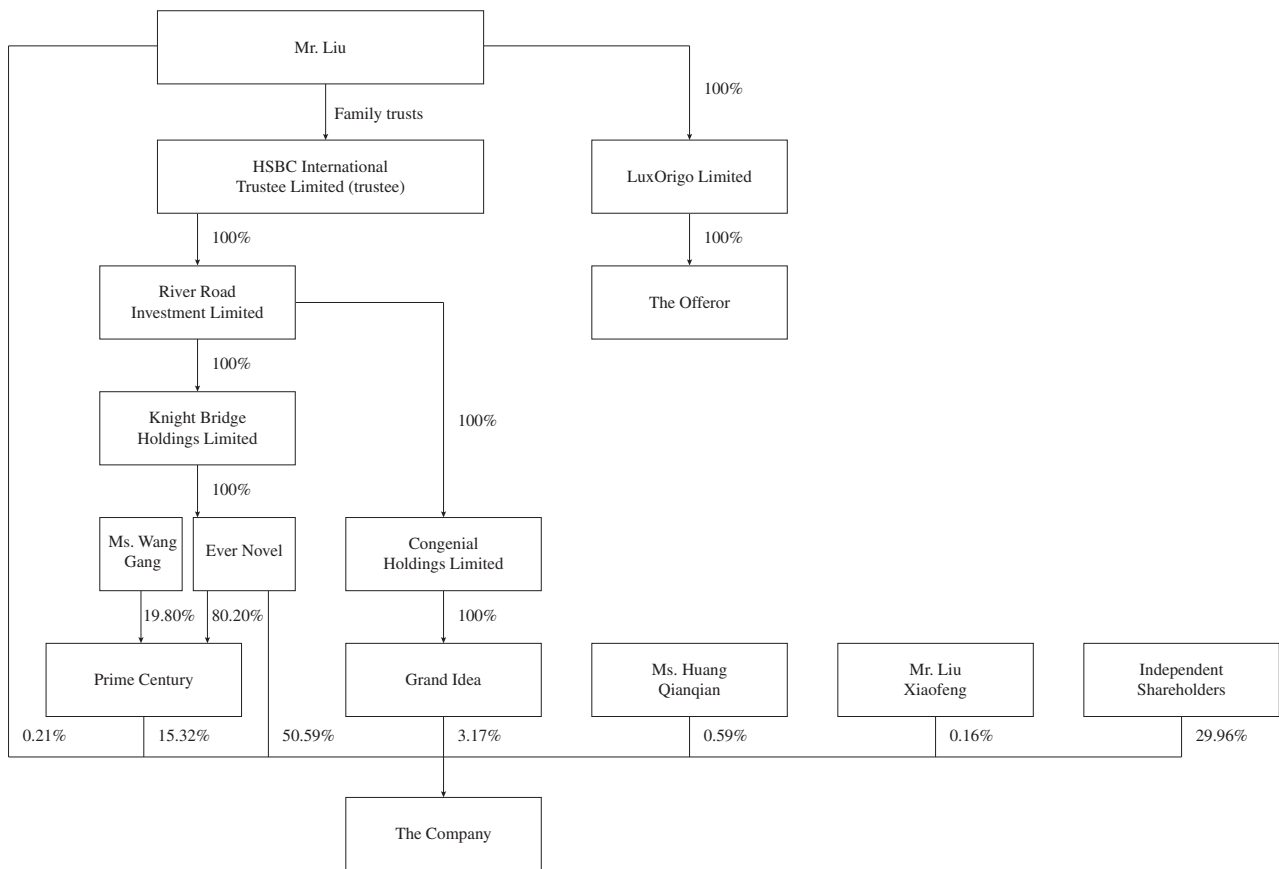 Mr. Liu
100%
Family trusts
HSBC International
Trustee Limited (trustee)
LuxOrigo Limited
100%
100%
River Road
Investment Limited
The Offeror
100%
Knight Bridge
Holdings Limited
100%
100%
Ms. Wang
Gang
Ever Novel
Congenial
Holdings Limited
19.80%
80.20%
100%
Prime Century
Grand Idea
Ms. Huang
Qianqian
Mr. Liu
Xiaofeng
Independent
Shareholders
0.21%
15.32%
50.59%
3.17%
0.59%
0.16%
29.96%
The Company